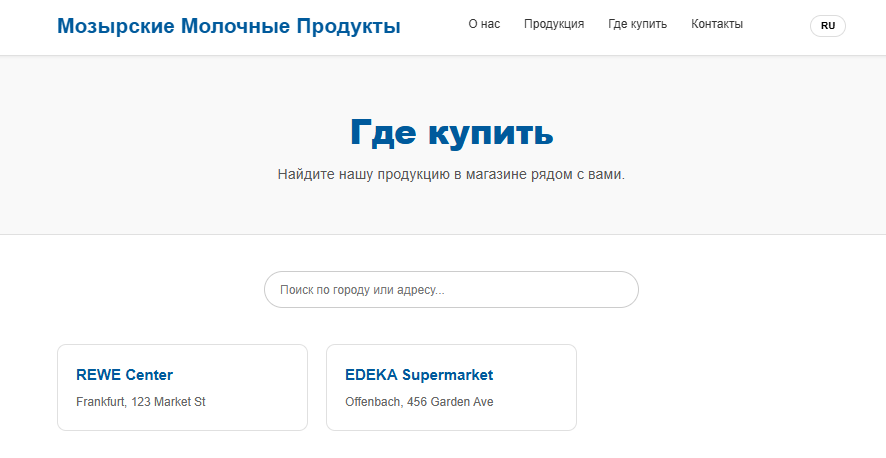 Мозырские Молочные Продукты
О нас Продукция Где купить Контакты
RU
Где купить
Найдите нашу продукцию в магазине рядом с вами.
Поиск по городу или адресу...
REWE Center
Frankfurt, 123 Market St
EDEKA Supermarket
Offenbach, 456 Garden Ave